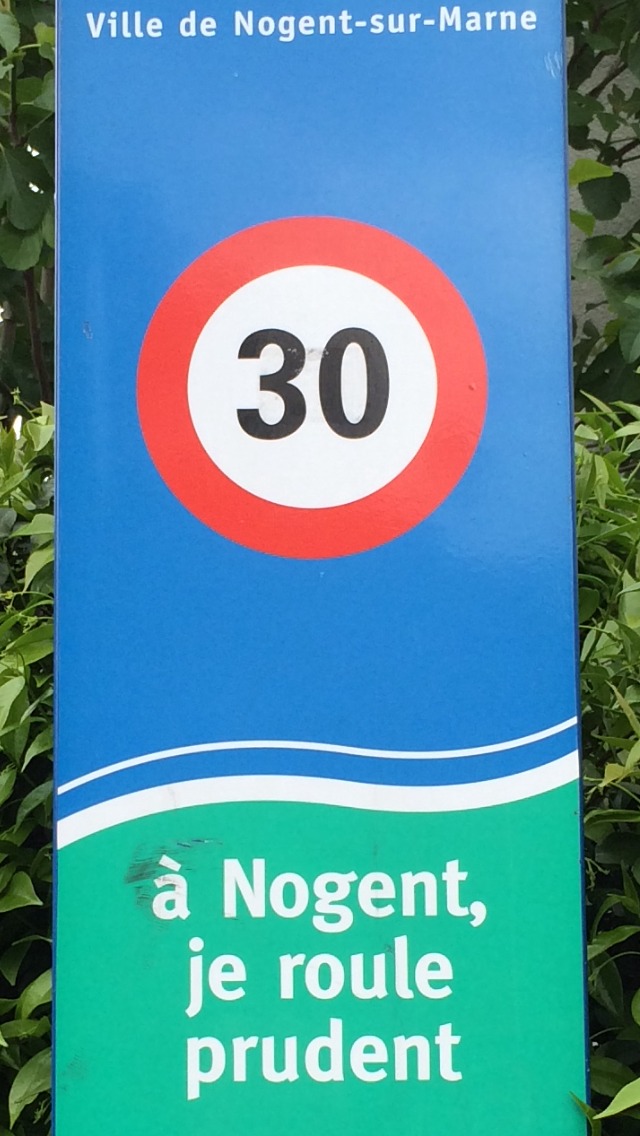 Ville de Nogent-sur-Marne
30
à Nogent,
je roule
prudent